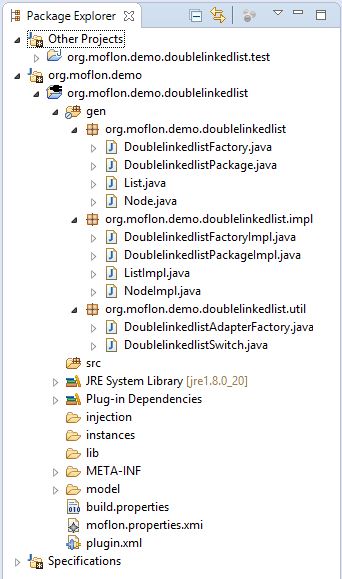 Package Explorer
Other Projects
org.moflon.demo.doublelinkedlist.test
org.moflon.demo
org.moflon.demo.doublelinkedlist
gen
org.moflon.demo.doublelinkedlist
DoublelinkedlistFactory.java
DoublelinkedlistPackage.java
List.java
Node.java
org.moflon.demo.doublelinkedlist.impl
DoublelinkedlistFactoryImpl.java
DoublelinkedlistPackageImpl.java
ListImpl.java
NodeImpl.java
org.moflon.demo.doublelinkedlist.util
DoublelinkedlistAdapterFactory.java
DoublelinkedlistSwitch.java
src
JRE System Library [jre1.8.0_20]
Plug-in Dependencies
injection
instances
lib
META-INF
model
build.properties
moflon.properties.xmi
plugin.xml
Specifications